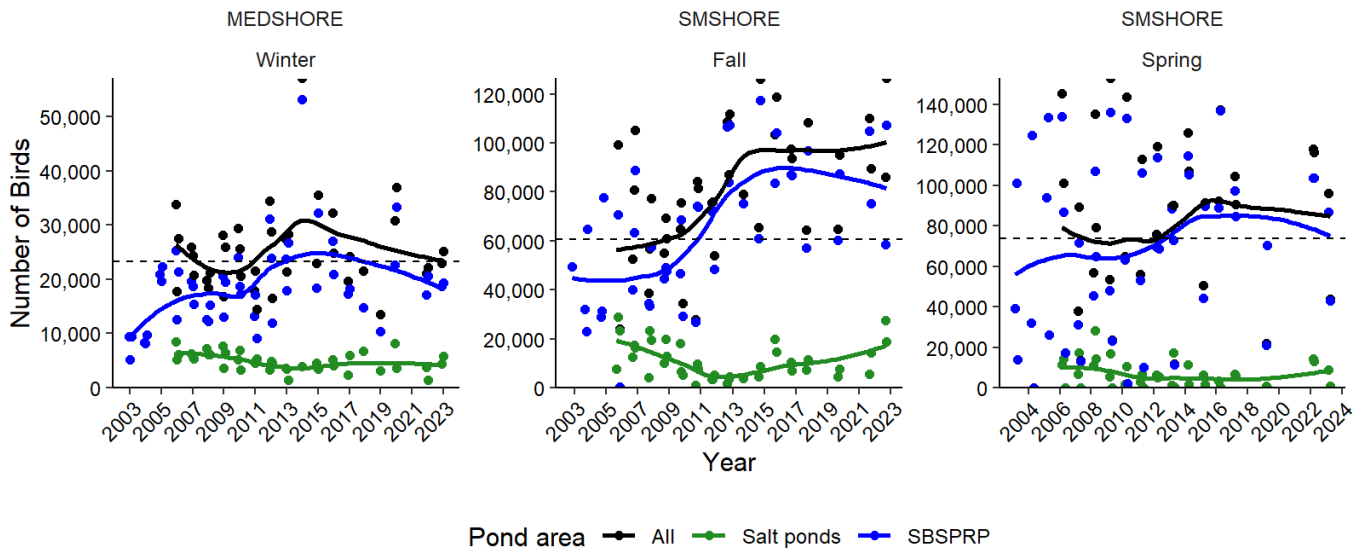 MEDSHORE SMSHORE SMSHORE
Winter Fall Spring
Number of Birds
50,000
40,000
30,000
20,000
10,000
0
2003 2005 2007 2009 2011 2013 2015 2017 2019 2021 2023
120,000
100,000
80,000
60,000
40,000
20,000
0
2003 2005 2007 2009 2011 2013 2015 2017 2019 2021 2023
140,000
120,000
100,000
80,000
60,000
40,000
20,000
0
2004 2006 2008 2010 2012 2014 2016 2018 2020 2022 2024
Year
Pond area All Salt ponds SBSPRP